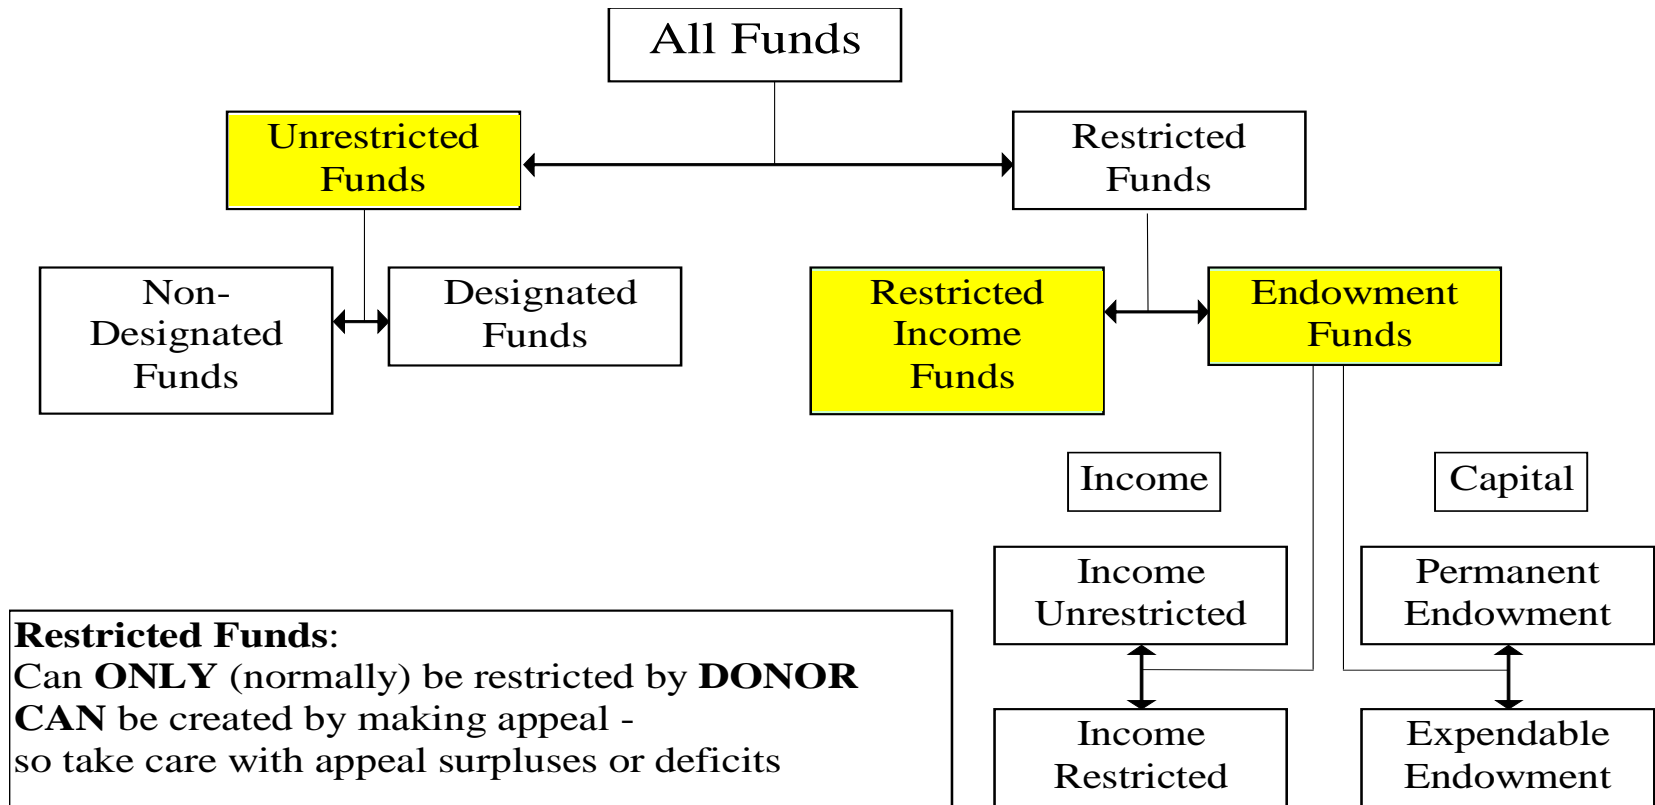 All Funds
Unrestricted
Funds
Restricted
Funds
Non-
Designated
Funds
Designated
Funds
Restricted
Income
Funds
Endowment
Funds
Income
Capital
Income
Unrestricted
Permanent
Endowment
Restricted Funds:
Can ONLY (normally) be restricted by DONOR
CAN be created by making appeal -
so take care with appeal surpluses or deficits
Income
Restricted
Expendable
Endowment